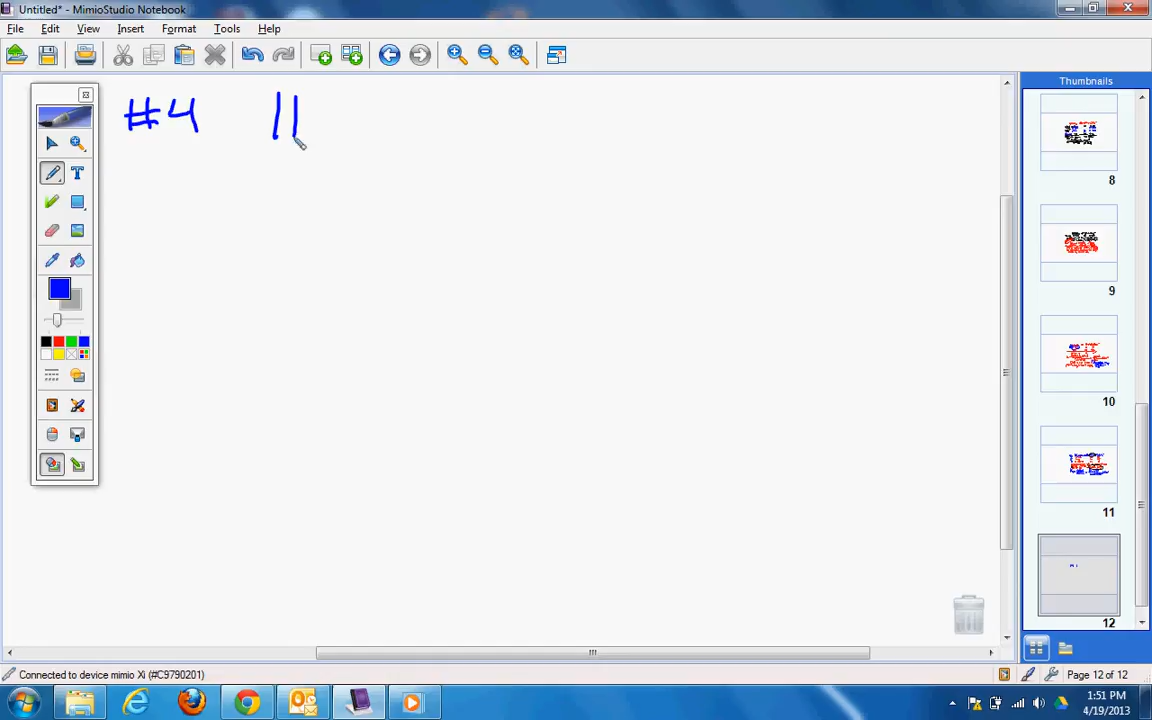 Untitled* - MimioStudio Notebook
File Edit View Insert Format Tools Help
Thumbnails
#4 11
8
9
10
11
12
Connected to device mimio Xi (#C9790201)
Page 12 of 12
1:51 PM
4/19/2013